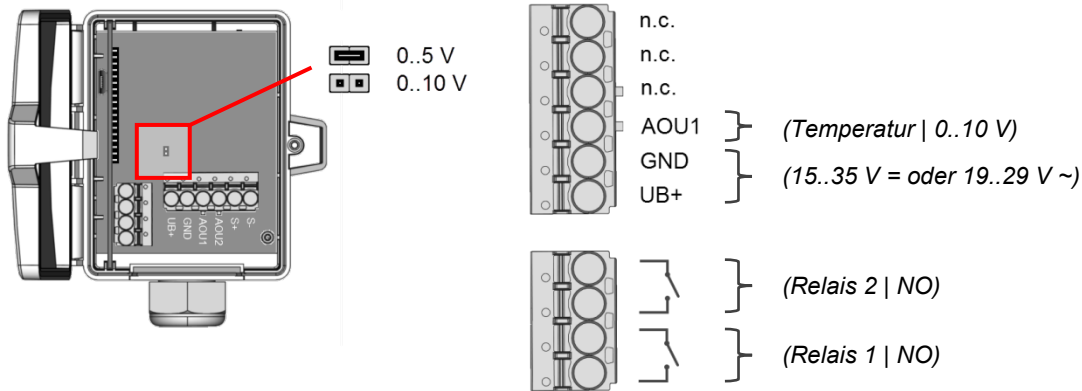 0..5 V
0..10 V
UB+
GND
AOU1
AOU2
S+
S-
n.c.
n.c.
n.c.
AOU1 (Temperatur | 0..10 V)
GND
UB+
(15..35 V = oder 19..29 V ~)
(Relais 2 | NO)
(Relais 1 | NO)